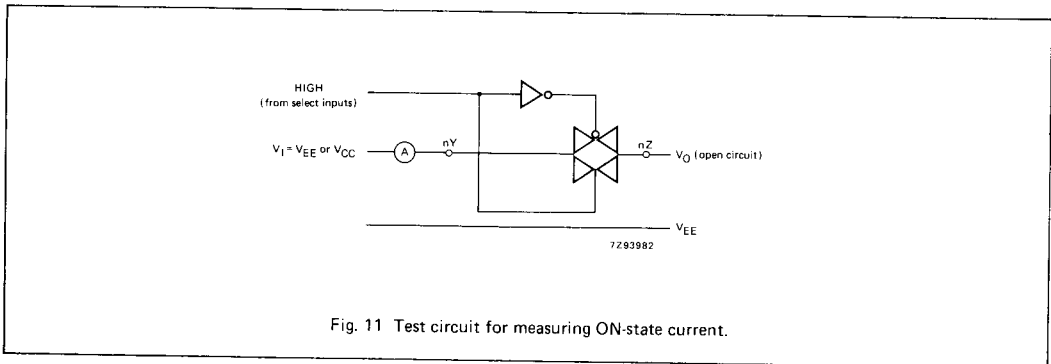 HIGH
(from select inputs)
V_I = V_EE or V_CC
A
nY
nZ
V_O (open circuit)
V_EE
7Z93982
Fig. 11 Test circuit for measuring ON-state current.